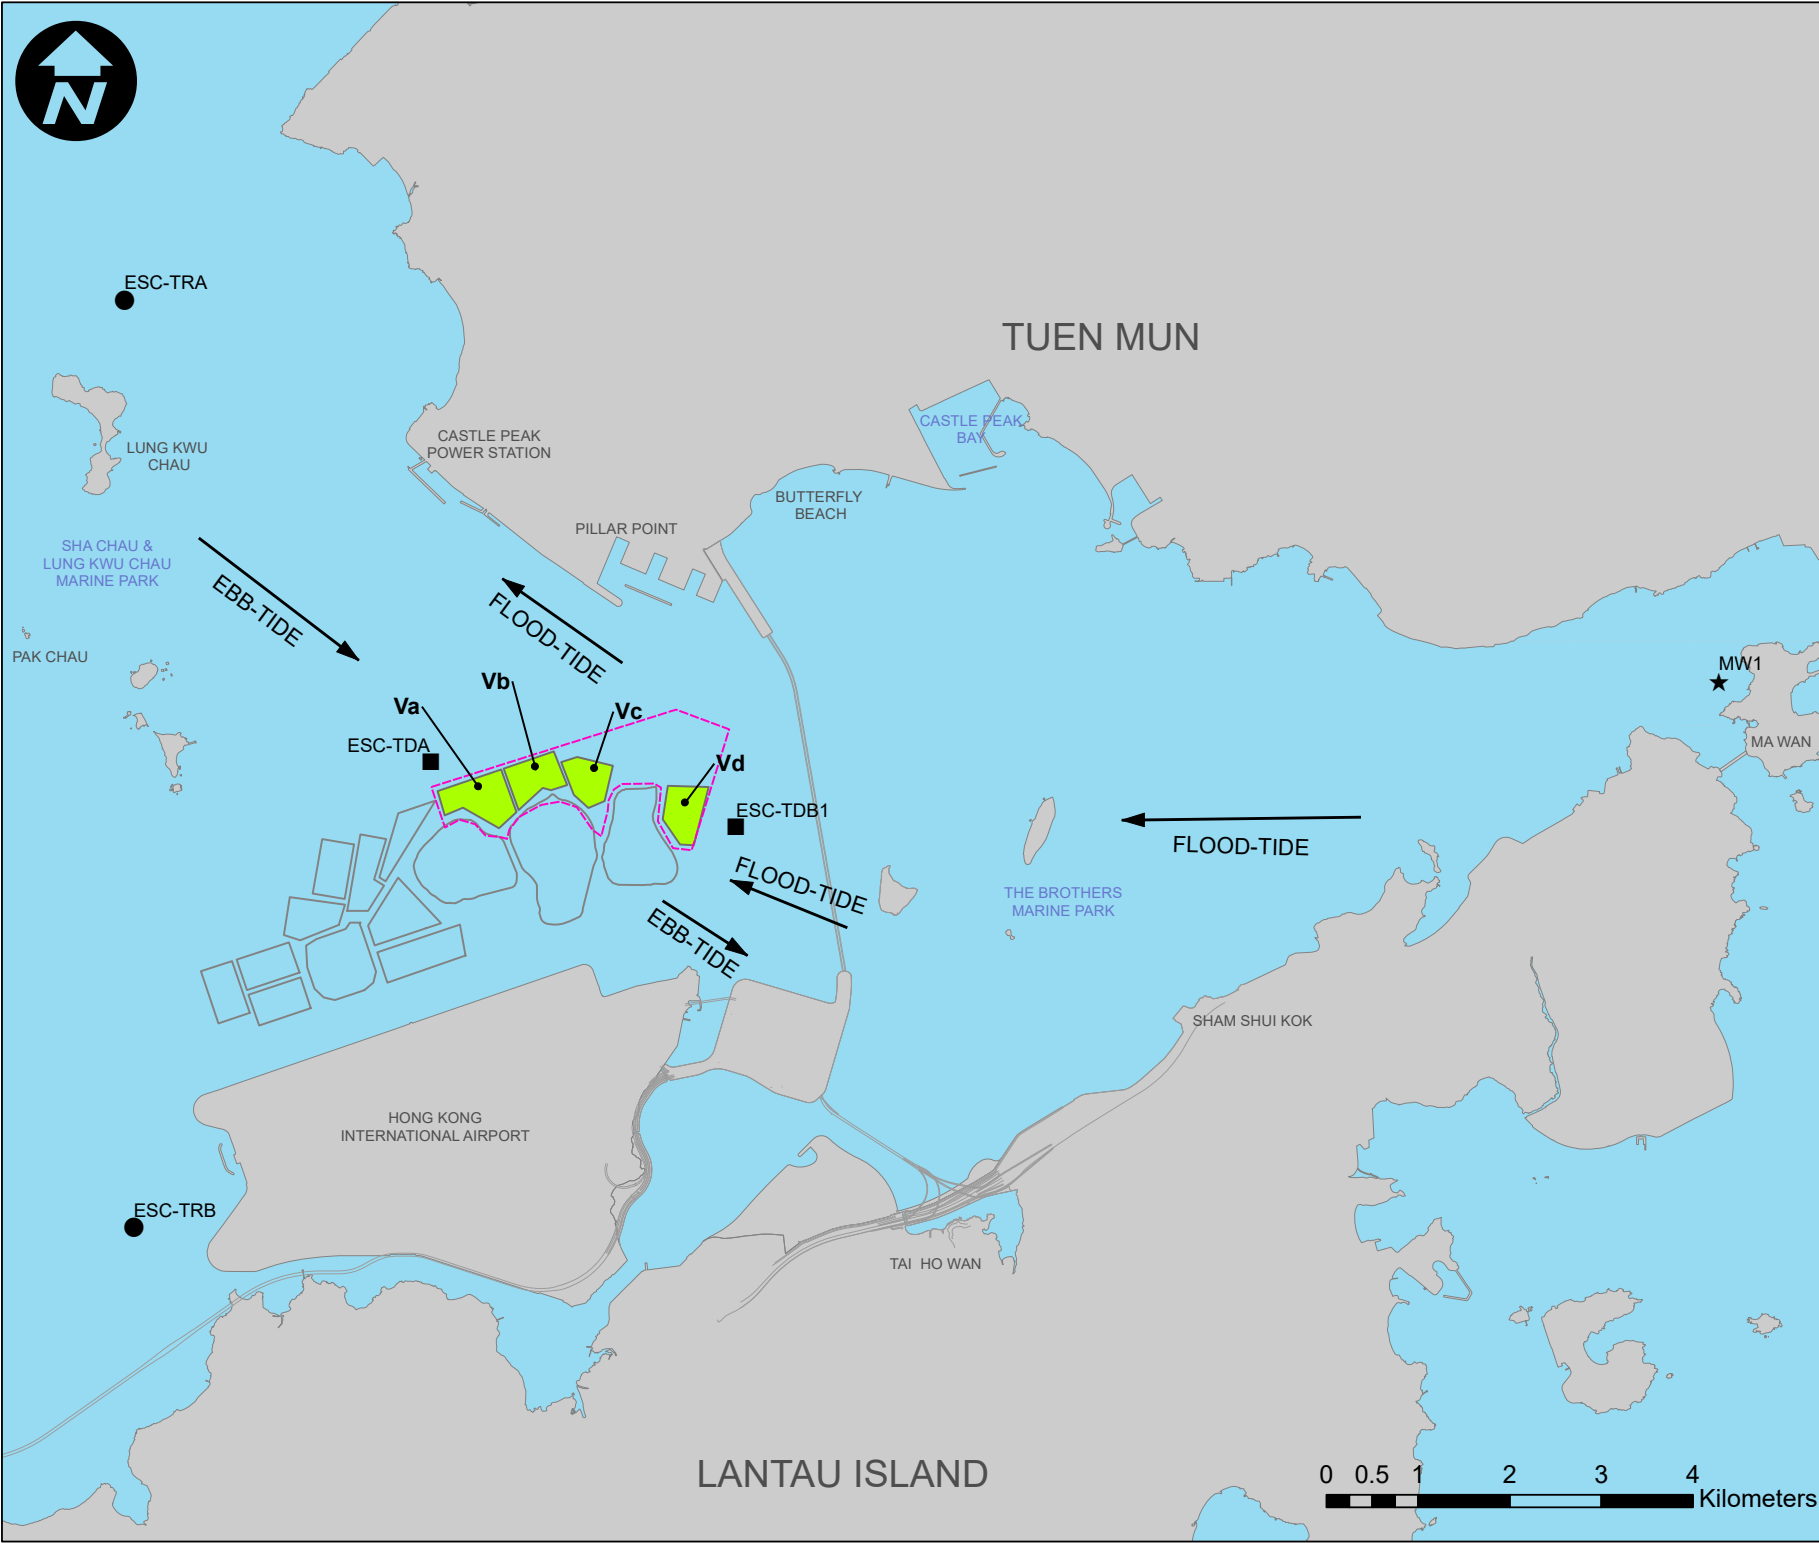 N
ESC-TRA
TUEN MUN
CASTLE PEAK
BAY
CASTLE PEAK
POWER STATION
LUNG KWU
CHAU
BUTTERFLY
BEACH
PILLAR POINT
SHA CHAU &
LUNG KWU CHAU
MARINE PARK
EBB-TIDE
FLOOD-TIDE
PAK CHAU
MW1
Vb
Va
Vc
ESC-TDA
MA WAN
Vd
ESC-TDB1
FLOOD-TIDE
FLOOD-TIDE
THE BROTHERS
MARINE PARK
EBB-TIDE
SHAM SHUI KOK
HONG KONG
INTERNATIONAL AIRPORT
ESC-TRB
TAI HO WAN
LANTAU ISLAND
0 0.5 1 2 3 4
Kilometers